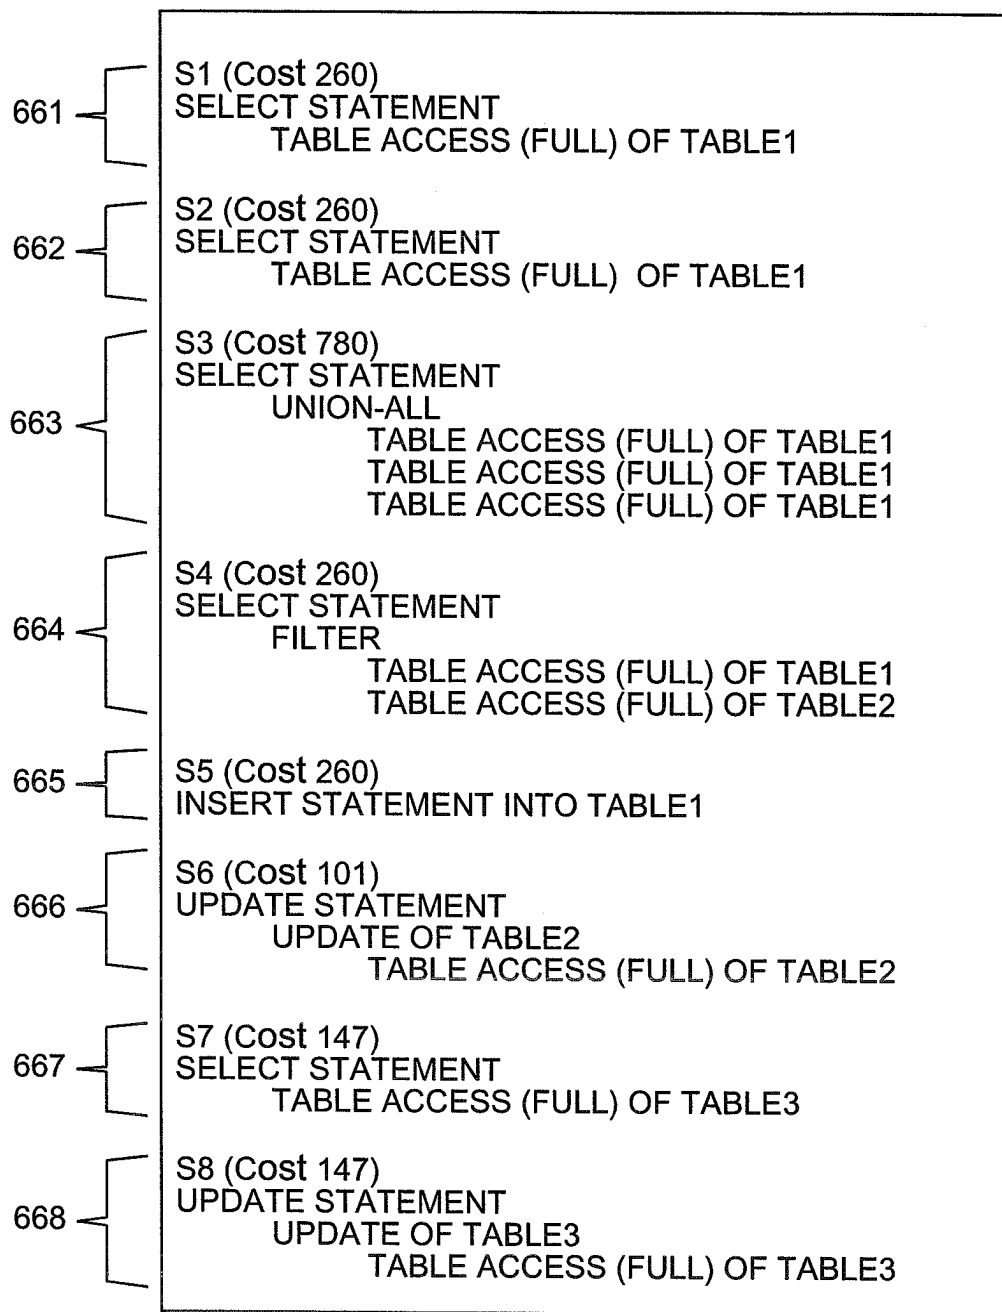 661
S1 (Cost 260)
SELECT STATEMENT
TABLE ACCESS (FULL) OF TABLE1
662
S2 (Cost 260)
SELECT STATEMENT
TABLE ACCESS (FULL) OF TABLE1
663
S3 (Cost 780)
SELECT STATEMENT
UNION-ALL
TABLE ACCESS (FULL) OF TABLE1
TABLE ACCESS (FULL) OF TABLE1
TABLE ACCESS (FULL) OF TABLE1
664
S4 (Cost 260)
SELECT STATEMENT
FILTER
TABLE ACCESS (FULL) OF TABLE1
TABLE ACCESS (FULL) OF TABLE2
665
S5 (Cost 260)
INSERT STATEMENT INTO TABLE1
666
S6 (Cost 101)
UPDATE STATEMENT
UPDATE OF TABLE2
TABLE ACCESS (FULL) OF TABLE2
667
S7 (Cost 147)
SELECT STATEMENT
TABLE ACCESS (FULL) OF TABLE3
668
S8 (Cost 147)
UPDATE STATEMENT
UPDATE OF TABLE3
TABLE ACCESS (FULL) OF TABLE3